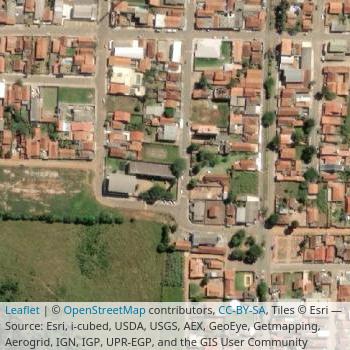 Leaflet | © OpenStreetMap contributors, CC-BY-SA, Tiles © Esri —
Source: Esri, i-cubed, USDA, USGS, AEX, GeoEye, Getmapping,
Aerogrid, IGN, IGP, UPR-EGP, and the GIS User Community